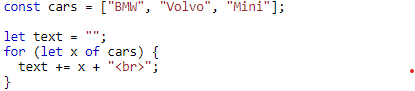 const cars = ["BMW", "Volvo", "Mini"];
let text = "";
for (let x of cars) {
  text += x + "<br>";
}